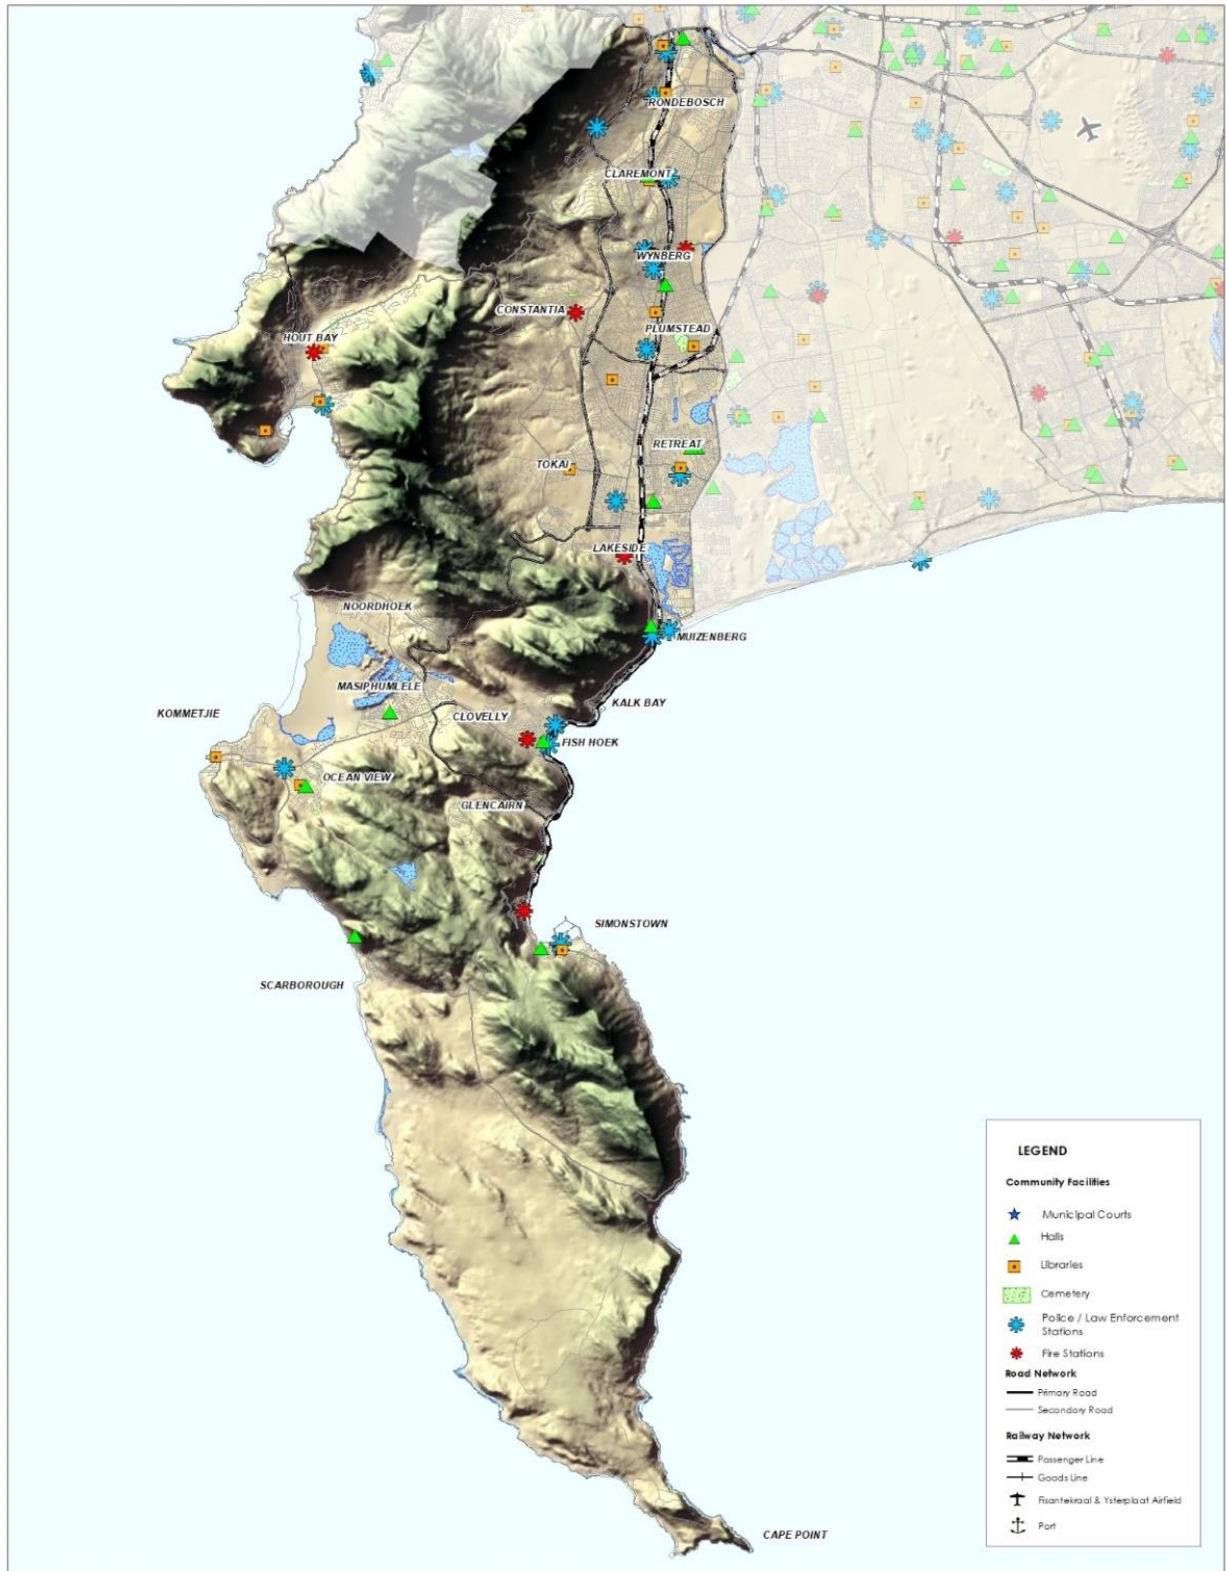 RONDEBOSCH
CLAREMONT
WYNBERG
CONSTANTIA
PLUMSTEAD
HOUT BAY
RETREAT
TOKAI
LAKESIDE
NOORDHOEK
MUIZENBERG
MASIPHUMLELE
KALK BAY
KOMMETJIE
CLOVELLY
FISH HOEK
OCEAN VIEW
GLENCAIRN
SIMONSTOWN
SCARBOROUGH
CAPE POINT
LEGEND
Community Facilities
Municipal Courts
Halls
Libraries
Cemetery
Police / Law Enforcement
Stations
Fire Stations
Road Network
Primary Road
Secondary Road
Railway Network
Passenger Line
Goods Line
Fisantekraal & Ysterplaat Airfield
Port